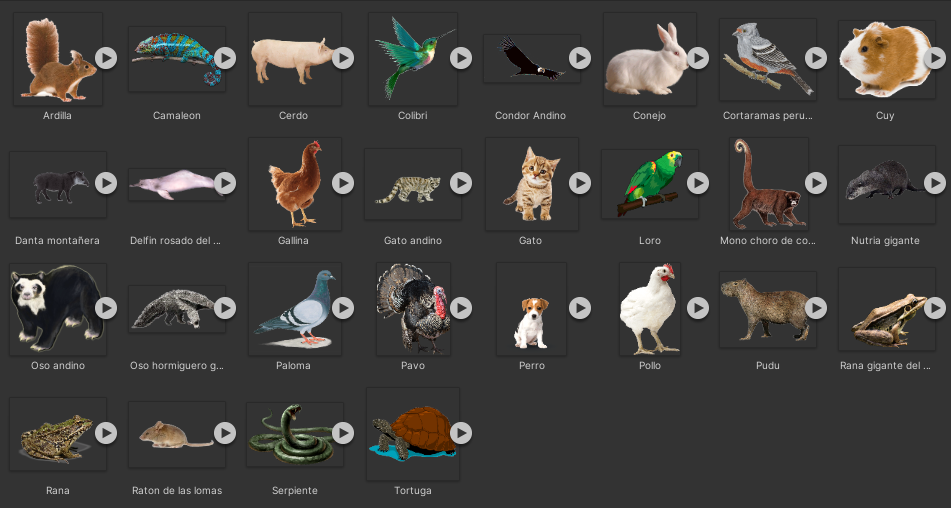 Ardilla
Camaleon
Cerdo
Colibri
Condor Andino
Conejo
Cortaramas peru...
Cuy
Danta montañera
Delfin rosado del ...
Gallina
Gato andino
Gato
Loro
Mono choro de co...
Nutria gigante
Oso andino
Oso hormiguero g...
Paloma
Pavo
Perro
Pollo
Pudu
Rana gigante del ...
Rana
Raton de las lomas
Serpiente
Tortuga